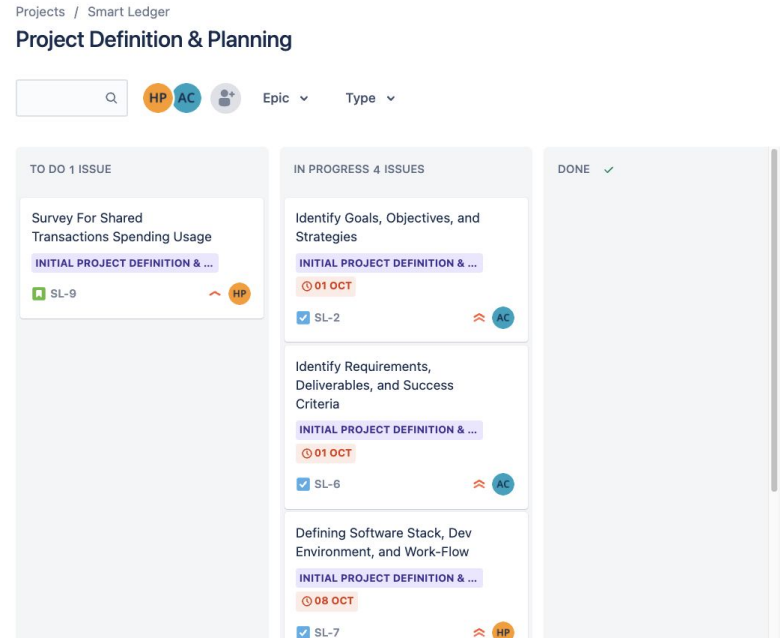 Projects / Smart Ledger
Project Definition & Planning
HP AC Epic Type
TO DO 1 ISSUE
Survey For Shared
Transactions Spending Usage
INITIAL PROJECT DEFINITION & ...
SL-9 HP
IN PROGRESS 4 ISSUES
Identify Goals, Objectives, and
Strategies
INITIAL PROJECT DEFINITION & ...
01 OCT
SL-2 AC
Identify Requirements,
Deliverables, and Success
Criteria
INITIAL PROJECT DEFINITION & ...
01 OCT
SL-6 AC
Defining Software Stack, Dev
Environment, and Work-Flow
INITIAL PROJECT DEFINITION & ...
08 OCT
SL-7 HP
DONE